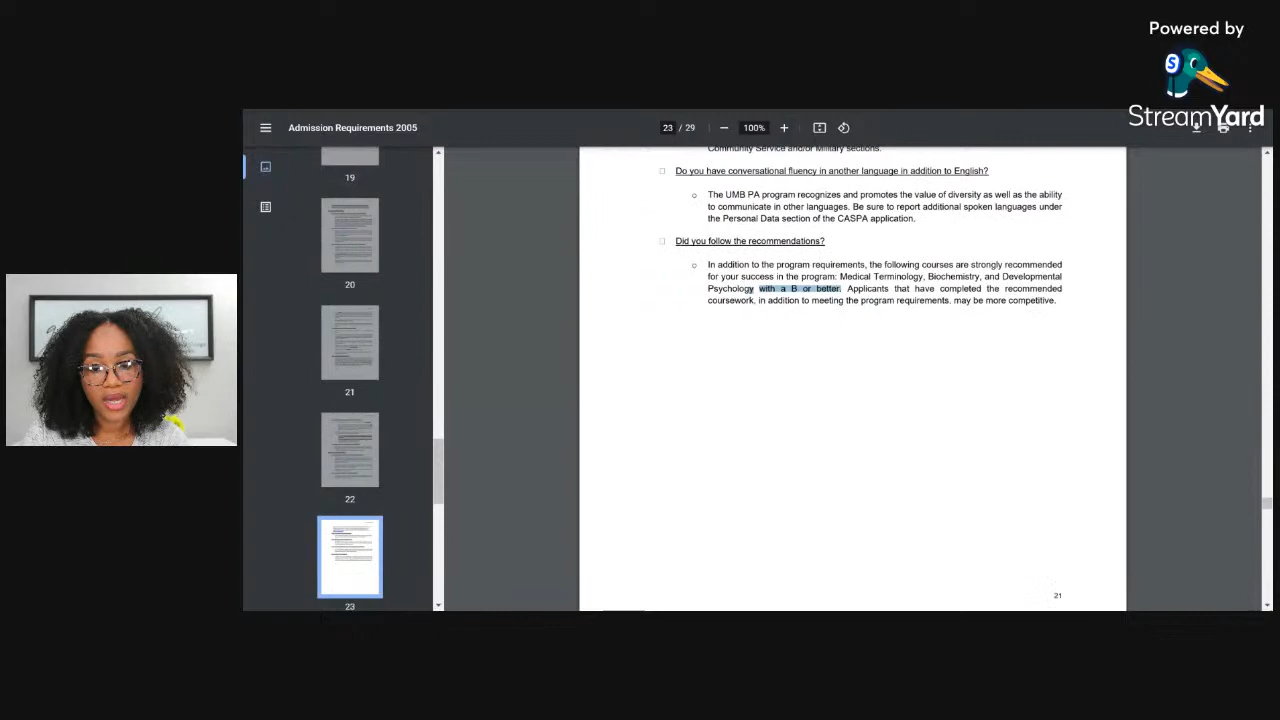 Powered by
StreamYard
Admission Requirements 2005
23 / 29
100%
19
20
21
22
23
Community Service and/or Military sections.
Do you have conversational fluency in another language in addition to English?
o The UMB PA program recognizes and promotes the value of diversity as well as the ability
to communicate in other languages. Be sure to report additional spoken languages under
the Personal Data section of the CASPA application.
Did you follow the recommendations?
o In addition to the program requirements, the following courses are strongly recommended
for your success in the program: Medical Terminology, Biochemistry, and Developmental
Psychology with a B or better. Applicants that have completed the recommended
coursework, in addition to meeting the program requirements, may be more competitive.
21